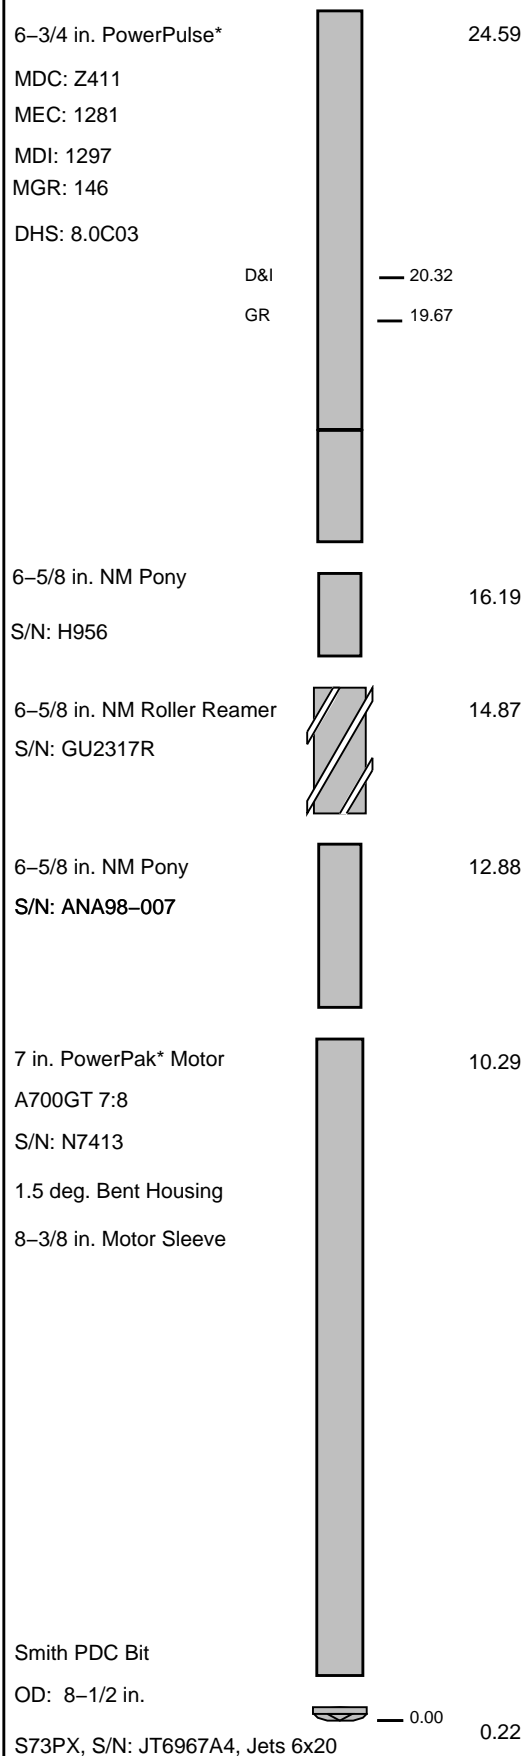 6−3/4 in. PowerPulse* 24.59
MDC: Z411
MEC: 1281
MDI: 1297
MGR: 146
DHS: 8.0C03
D&I 20.32
GR 19.67
6−5/8 in. NM Pony
16.19
S/N: H956
6−5/8 in. NM Roller Reamer 14.87
S/N: GU2317R
6−5/8 in. NM Pony 12.88
S/N: ANA98−007
7 in. PowerPak* Motor 10.29
A700GT 7:8
S/N: N7413
1.5 deg. Bent Housing
8−3/8 in. Motor Sleeve
Smith PDC Bit
OD: 8−1/2 in.
0.00
S73PX, S/N: JT6967A4, Jets 6x20 0.22